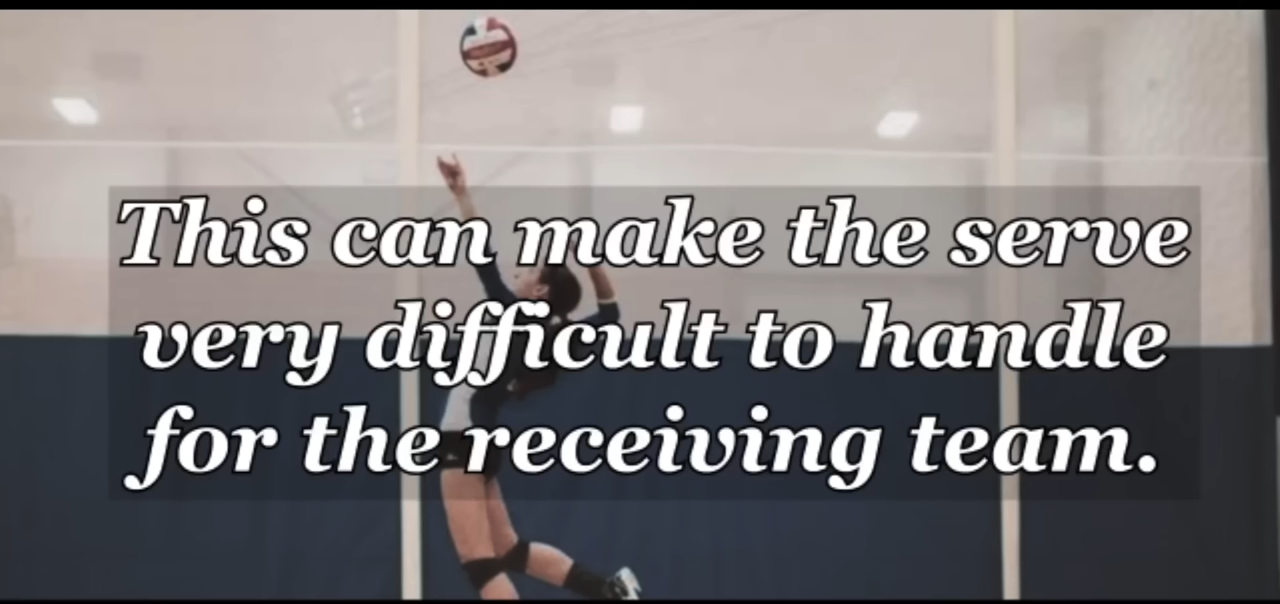 This can make the serve
very difficult to handle
for the receiving team.